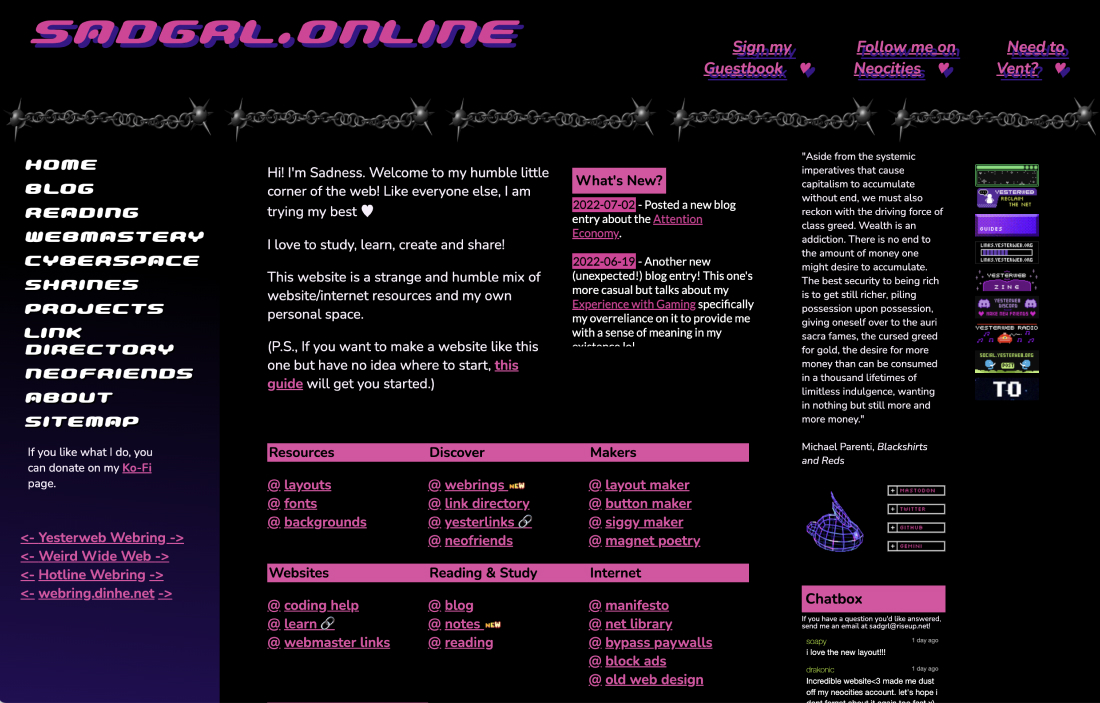 SADGRL.ONLINE
Sign my
Guestbook
Follow me on
Neocities
Need to
Vent?
HOME
BLOG
READING
WEBMASTERY
CYBERSPACE
SHRINES
PROJECTS
LINK
DIRECTORY
NEOFRIENDS
ABOUT
SITEMAP
If you like what I do, you
can donate on my Ko-Fi
page.
<- Yesterweb Webring ->
<- Weird Wide Web ->
<- Hotline Webring ->
<- webring.dinhe.net ->
Hi! I'm Sadness. Welcome to my humble little
corner of the web! Like everyone else, I am
trying my best 🤍
I love to study, learn, create and share!
This website is a strange and humble mix of
website/internet resources and my own
personal space.
(P.S., If you want to make a website like this
one but have no idea where to start, this
guide will get you started.)
What's New?
2022-07-02 - Posted a new blog
entry about the Attention
Economy.
2022-06-19 - Another new
(unexpected!) blog entry! This one's
more casual but talks about my
Experience with Gaming specifically
my overreliance on it to provide me
with a sense of meaning in my
existence lol
Resources
@ layouts
@ fonts
@ backgrounds
Discover
@ webrings NEW
@ link directory
@ yesterlinks 🔗
@ neofriends
Makers
@ layout maker
@ button maker
@ siggy maker
@ magnet poetry
Websites
@ coding help
@ learn 🔗
@ webmaster links
Reading & Study
@ blog
@ notes NEW
@ reading
Internet
@ manifesto
@ net library
@ bypass paywalls
@ block ads
@ old web design
"Aside from the systemic
imperatives that cause
capitalism to accumulate
without end, we must also
reckon with the driving force of
class greed. Wealth is an
addiction. There is no end to
the amount of money one
might desire to accumulate.
The best security to being rich
is to get still richer, piling
possession upon possession,
giving oneself over to the auri
sacra fames, the cursed greed
for gold, the desire for more
money than can be consumed
in a thousand lifetimes of
limitless indulgence, wanting
in nothing but still more and
more money."
Michael Parenti, Blackshirts
and Reds
+ MASTODON
+ TWITTER
+ GITHUB
+ GEMINI
Chatbox
If you have a question you'd like answered,
send me an email at sadgrl@riseup.net!
soapy
1 day ago
i love the new layout!!!
drakonic
1 day ago
Incredible website<3 made me dust
off my neocities account. let's hope i
dont forget about it again too fast x)
YESTERWEB
RECLAIM
THE NET
GUIDES
LINKS.YESTERWEB.ORG
YESTERWEB
ZINE
YESTERWEB
DISCORD
MAKE NEW FRIENDS
YESTERWEB RADIO
SOCIAL.YESTERWEB.ORG
POST
TO